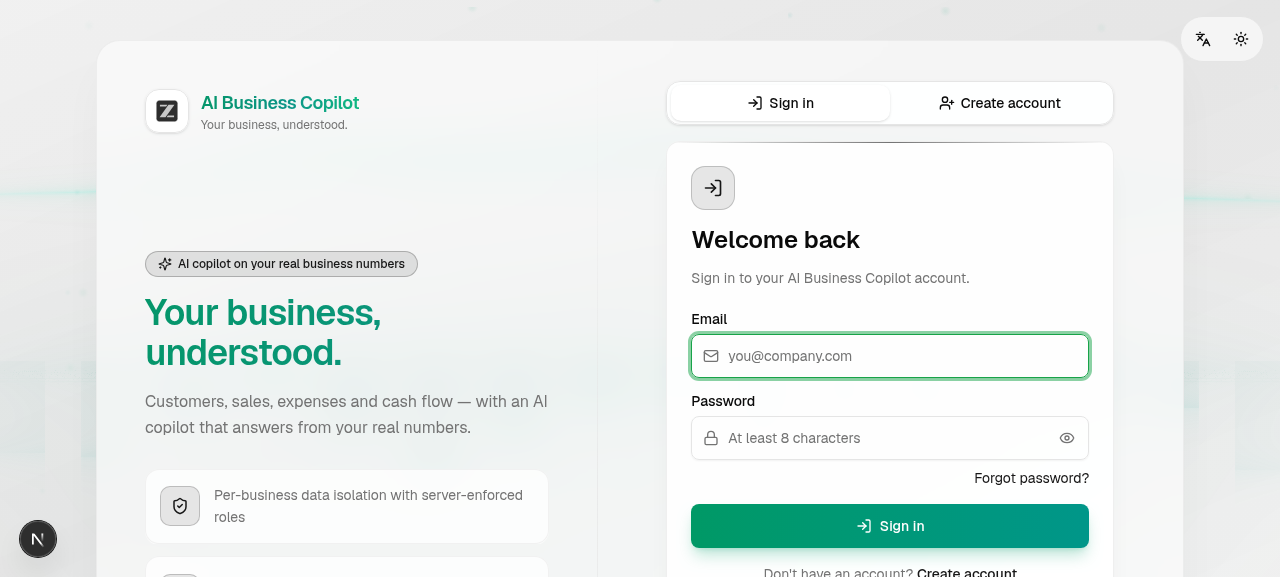 AI Business Copilot
Your business, understood.
AI copilot on your real business numbers
Your business,
understood.
Customers, sales, expenses and cash flow — with an AI
copilot that answers from your real numbers.
Per-business data isolation with server-enforced
roles
Sign in
Create account
Welcome back
Sign in to your AI Business Copilot account.
Email
you@company.com
Password
At least 8 characters
Forgot password?
Sign in
Don't have an account? Create account